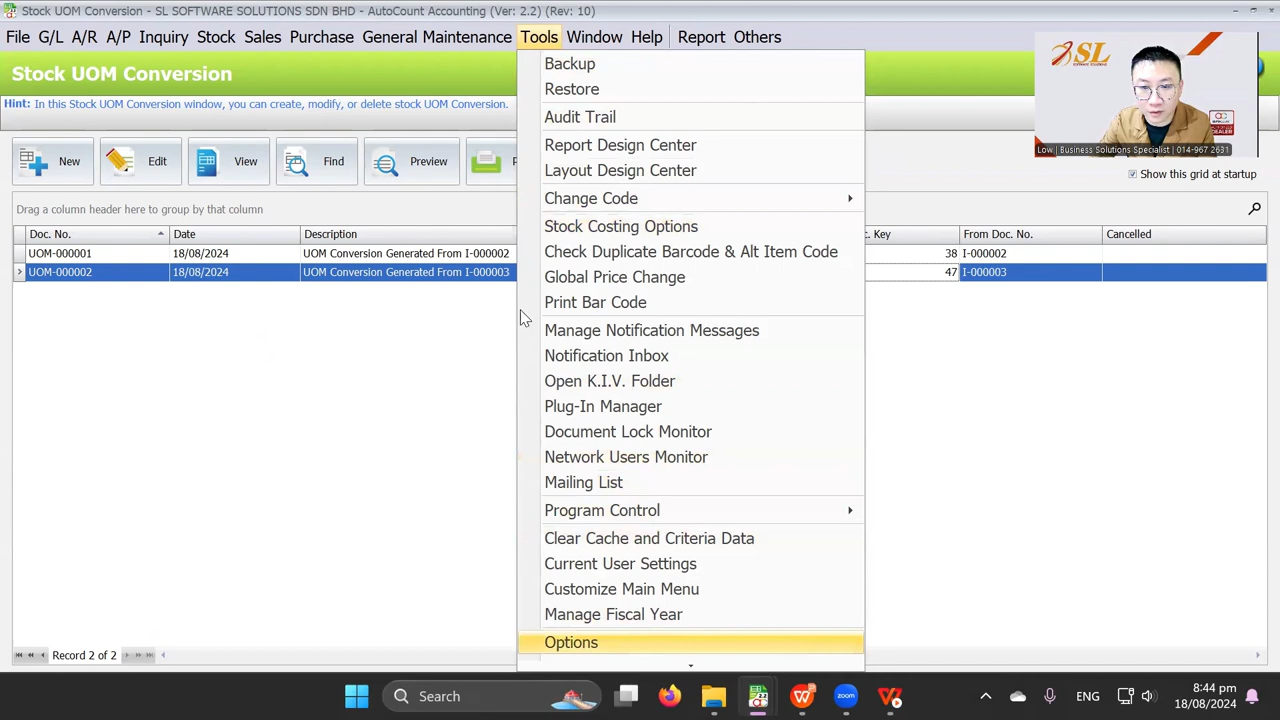 Stock UOM Conversion - SL SOFTWARE SOLUTIONS SDN BHD - AutoCount Accounting (Ver: 2.2) (Rev: 10)
File G/L A/R A/P Inquiry Stock Sales Purchase General Maintenance Tools Window Help Report Others
Stock UOM Conversion
Hint: In this Stock UOM Conversion window, you can create, modify, or delete stock UOM Conversion.
New Edit View Find Preview P
Show this grid at startup
Drag a column header here to group by that column
Doc. No. Date Description Key From Doc. No. Cancelled
UOM-000001 18/08/2024 UOM Conversion Generated From I-000002 38 I-000002
UOM-000002 18/08/2024 UOM Conversion Generated From I-000003 47 I-000003
Backup
Restore
Audit Trail
Report Design Center
Layout Design Center
Change Code
Stock Costing Options
Check Duplicate Barcode & Alt Item Code
Global Price Change
Print Bar Code
Manage Notification Messages
Notification Inbox
Open K.I.V. Folder
Plug-In Manager
Document Lock Monitor
Network Users Monitor
Mailing List
Program Control
Clear Cache and Criteria Data
Current User Settings
Customize Main Menu
Manage Fiscal Year
Options
SL
Low | Business Solutions Specialist | 014-967 2631
Record 2 of 2
Search
zoom
ENG
8:44 pm
18/08/2024